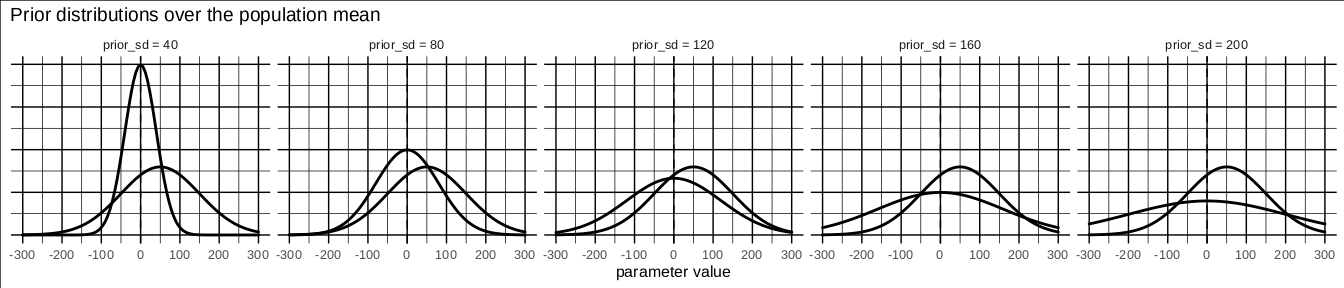 Prior distributions over the population mean
prior_sd = 40 prior_sd = 80 prior_sd = 120 prior_sd = 160 prior_sd = 200
-300 -200 -100 0 100 200 300 -300 -200 -100 0 100 200 300 -300 -200 -100 0 100 200 300 -300 -200 -100 0 100 200 300 -300 -200 -100 0 100 200 300
parameter value